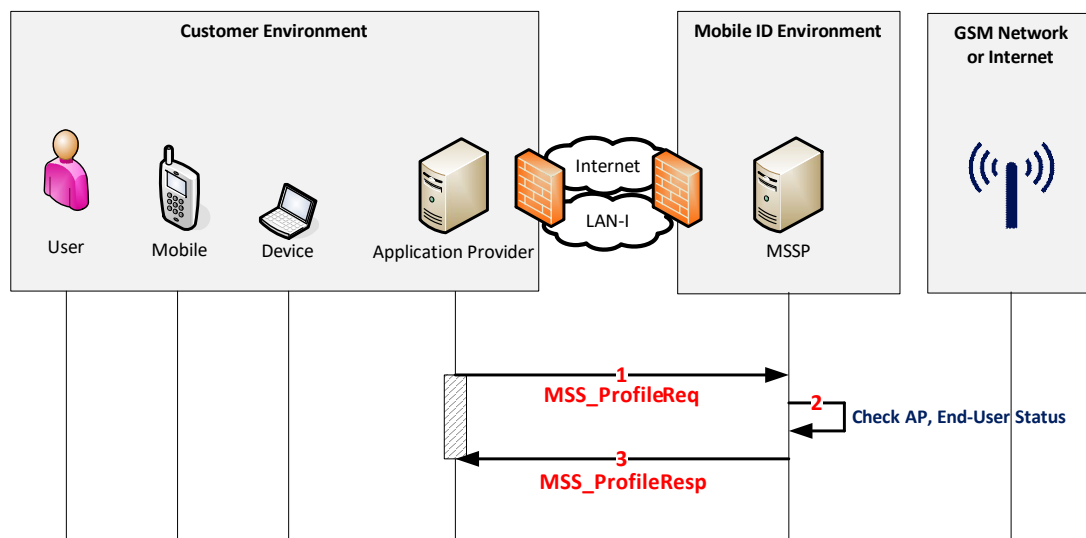 Customer Environment
Mobile ID Environment
GSM Network
or Internet
Internet
LAN-I
User
Mobile
Device
Application Provider
MSSP
1
MSS_ProfileReq
2
Check AP, End-User Status
3
MSS_ProfileResp